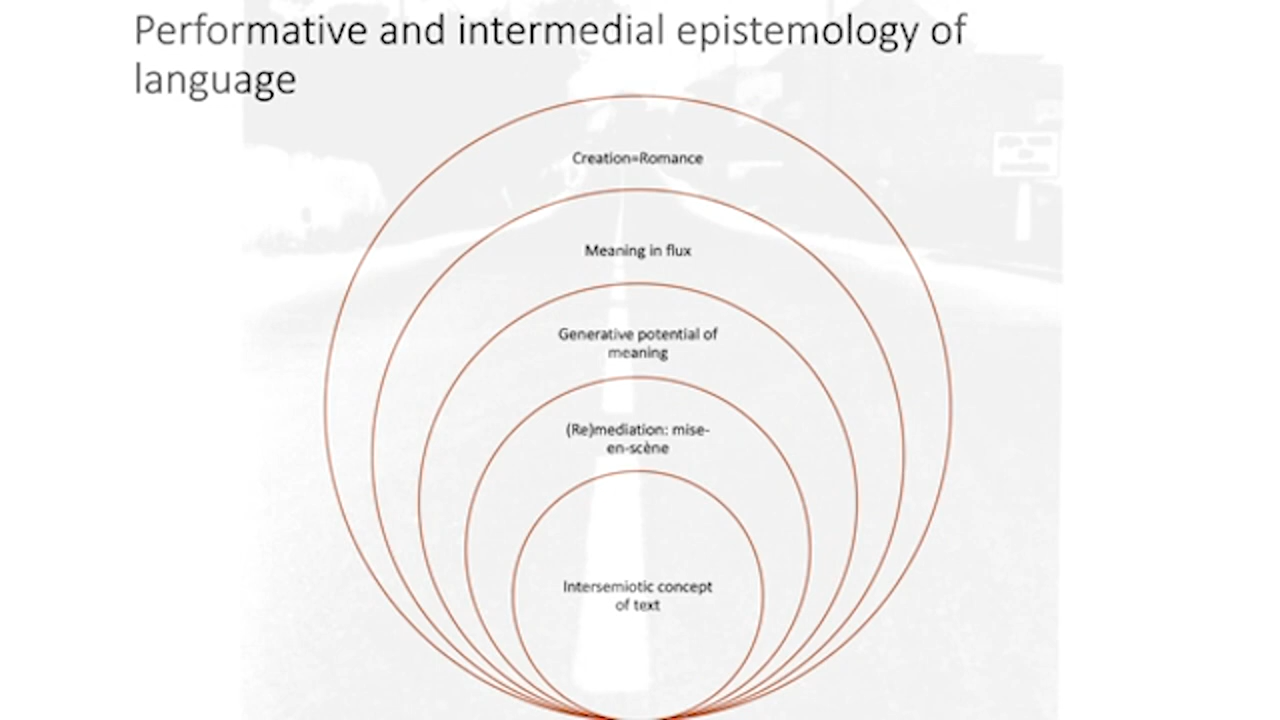 Performative and intermedial epistemology of
language
Creation=Romance
Meaning in flux
Generative potential of
meaning
(Re)mediation: mise-
en-scène
Intersemiotic concept
of text